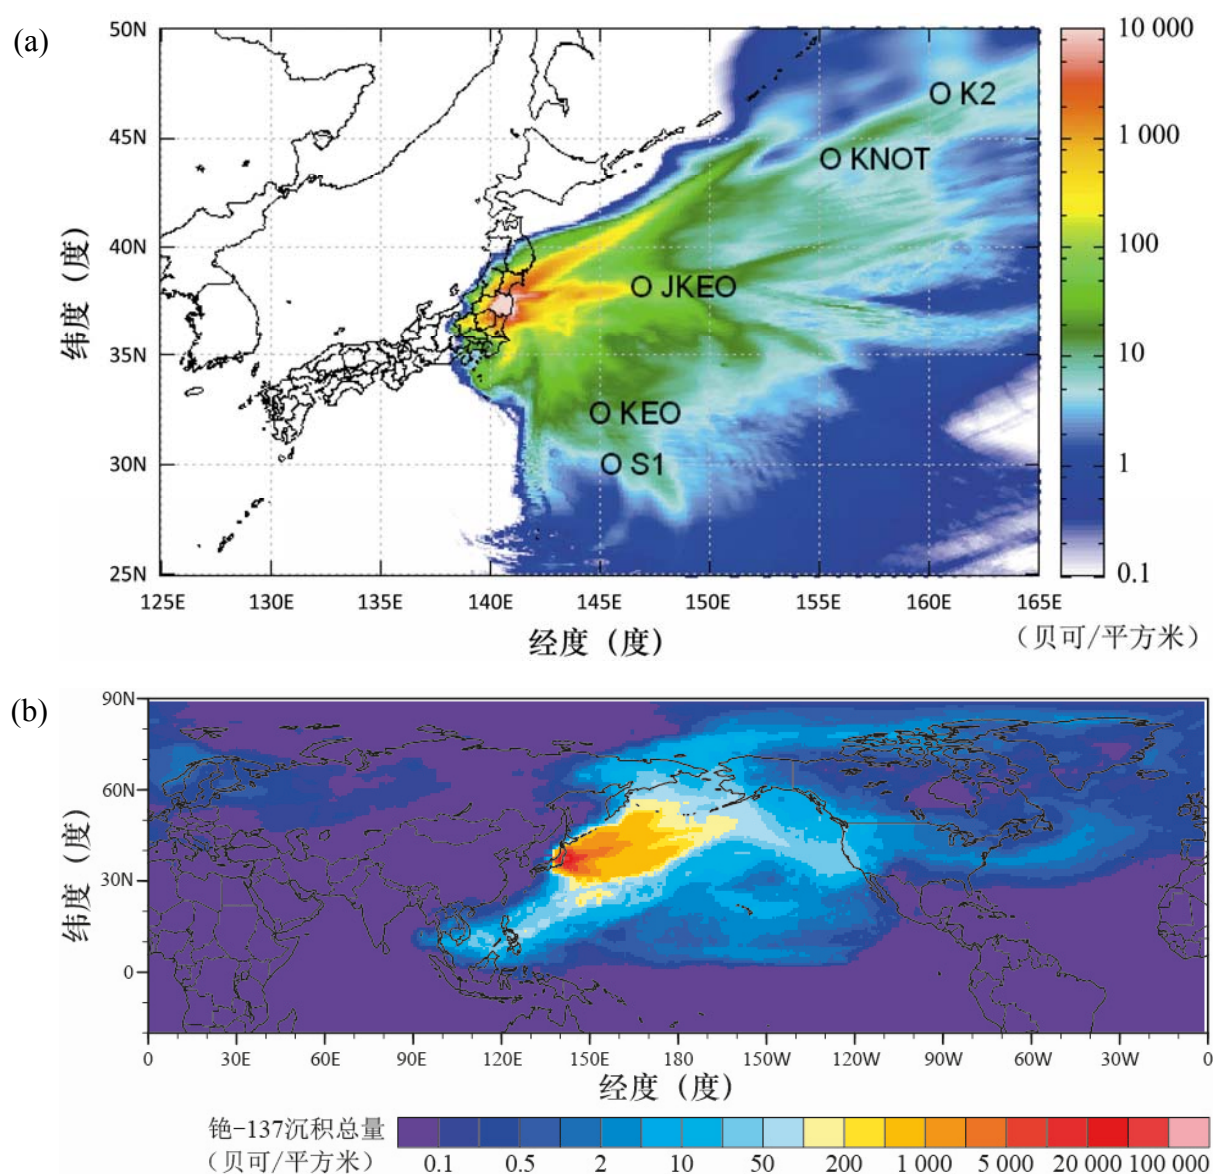 (a)
50N
45N
40N
35N
30N
25N
纬度（度）
125E 130E 135E 140E 145E 150E 155E 160E 165E
经度（度）
O K2
O KNOT
O JKEO
O KEO
O S1
10 000
1 000
100
10
1
0.1
（贝可/平方米）
(b)
90N
60N
30N
0
纬度（度）
0 30E 60E 90E 120E 150E 180 150W 120W 90W 60W 30W 0
经度（度）
铯-137沉积总量
（贝可/平方米）
0.1 0.5 2 10 50 200 1 000 5 000 20 000 100 000